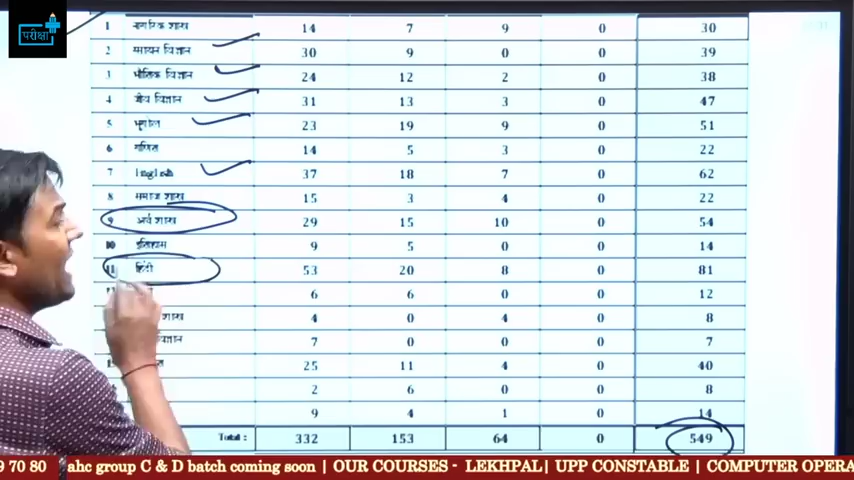 परीक्षा
1 नागरिक शास्त्र 14 7 9 0 30
2 रसायन विज्ञान 30 9 0 0 39
3 भौतिक विज्ञान 24 12 2 0 38
4 जीव विज्ञान 31 13 3 0 47
5 भूगोल 23 19 9 0 51
6 गणित 14 5 3 0 22
7 English 37 18 7 0 62
8 समाज शास्त्र 15 3 4 0 22
9 अर्थ शास्त्र 29 15 10 0 54
10 इतिहास 9 5 0 0 14
11 हिंदी 53 20 8 0 81
6 6 0 0 12
शास्त्र 4 0 4 0 8
विज्ञान 7 0 0 0 7
25 11 4 0 40
2 6 0 0 8
9 4 1 0 14
Total : 332 153 64 0 549
9 70 80 ahc group C & D batch coming soon | OUR COURSES - LEKHPAL| UPP CONSTABLE | COMPUTER OPERA